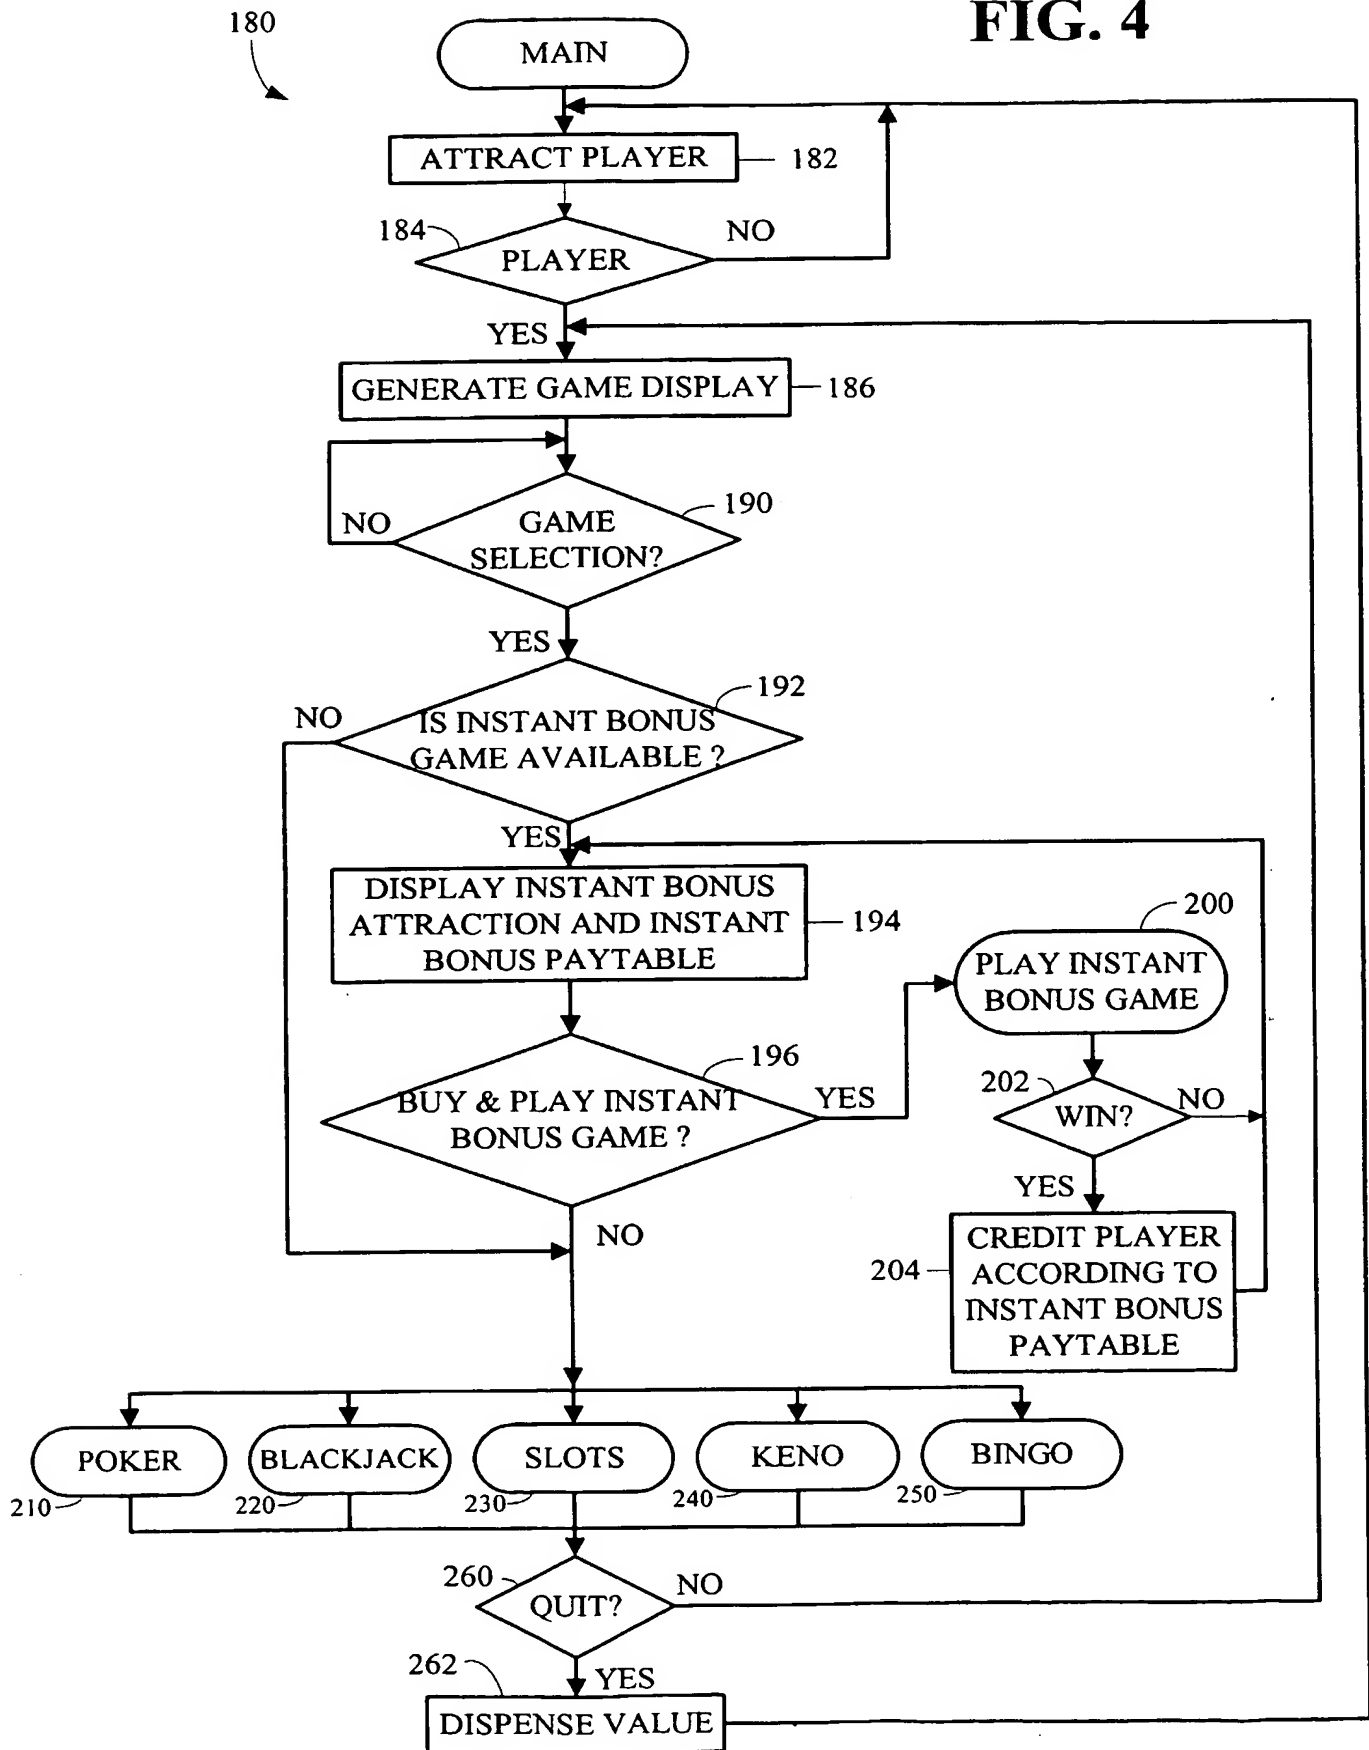 FIG. 4
180
MAIN
ATTRACT PLAYER
182
184
PLAYER
NO
YES
GENERATE GAME DISPLAY
186
190
GAME
SELECTION?
NO
YES
192
IS INSTANT BONUS
GAME AVAILABLE ?
NO
YES
DISPLAY INSTANT BONUS
ATTRACTION AND INSTANT
BONUS PAYTABLE
194
196
BUY & PLAY INSTANT
BONUS GAME ?
YES
NO
200
PLAY INSTANT
BONUS GAME
202
WIN?
NO
YES
204
CREDIT PLAYER
ACCORDING TO
INSTANT BONUS
PAYTABLE
POKER
BLACKJACK
SLOTS
KENO
BINGO
210
220
230
240
250
260
QUIT?
NO
YES
262
DISPENSE VALUE